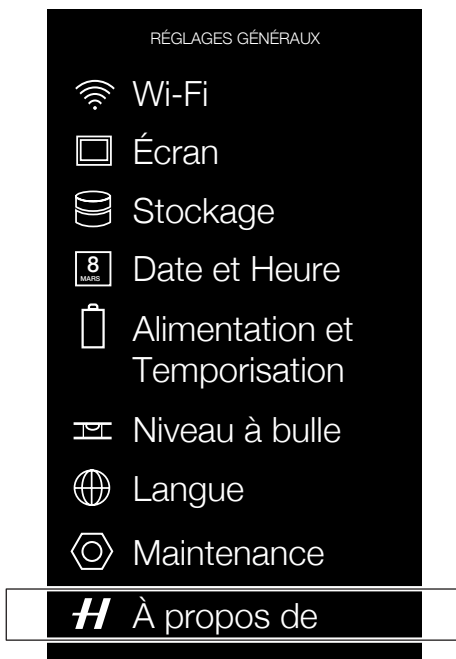 RÉGLAGES GÉNÉRAUX
Wi-Fi
Écran
Stockage
8
MARS
Date et Heure
Alimentation et
Temporisation
Niveau à bulle
Langue
Maintenance
H À propos de